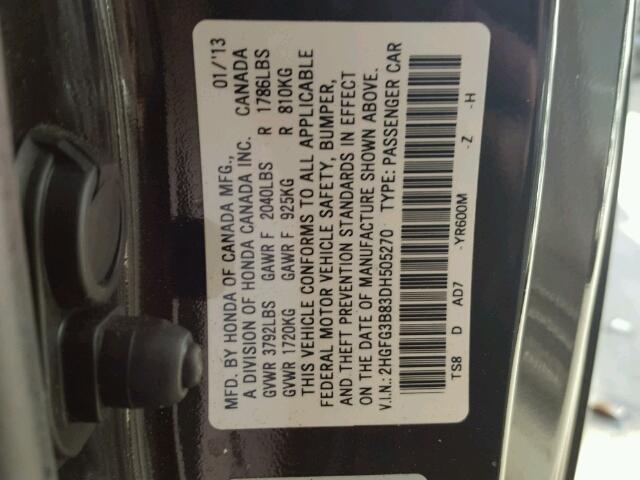 MFD. BY HONDA OF CANADA MFG., 01/'13
A DIVISION OF HONDA CANADA INC. CANADA
GVWR 3792LBS GAWR F 2040LBS R 1786LBS
GVWR 1720KG GAWR F 925KG R 810KG
THIS VEHICLE CONFORMS TO ALL APPLICABLE
FEDERAL MOTOR VEHICLE SAFETY, BUMPER,
AND THEFT PREVENTION STANDARDS IN EFFECT
ON THE DATE OF MANUFACTURE SHOWN ABOVE.
V.I.N.: 2HGFG3B83DH505270 TYPE: PASSENGER CAR
TS8 D AD7 -YR600M -Z -H